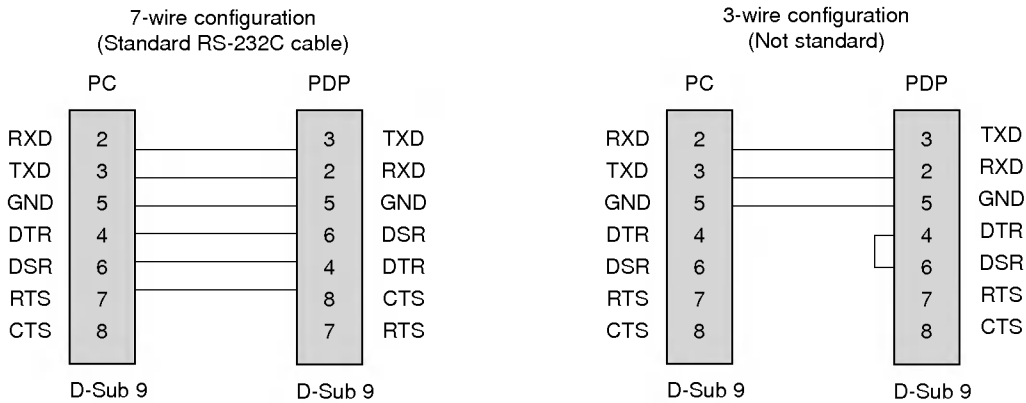 7-wire configuration
(Standard RS-232C cable)
PC PDP
RXD 2 3 TXD
TXD 3 2 RXD
GND 5 5 GND
DTR 4 6 DSR
DSR 6 4 DTR
RTS 7 8 CTS
CTS 8 7 RTS
D-Sub 9 D-Sub 9
3-wire configuration
(Not standard)
PC PDP
RXD 2 3 TXD
TXD 3 2 RXD
GND 5 5 GND
DTR 4 4 DTR
DSR 6 6 DSR
RTS 7 7 RTS
CTS 8 8 CTS
D-Sub 9 D-Sub 9